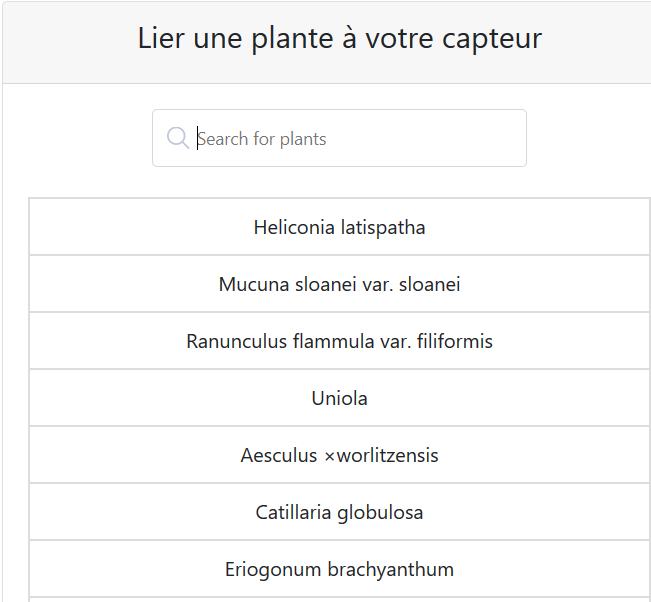 Lier une plante à votre capteur
Search for plants
Heliconia latispatha
Mucuna sloanei var. sloanei
Ranunculus flammula var. filiformis
Uniola
Aesculus ×worlitzensis
Catillaria globulosa
Eriogonum brachyanthum